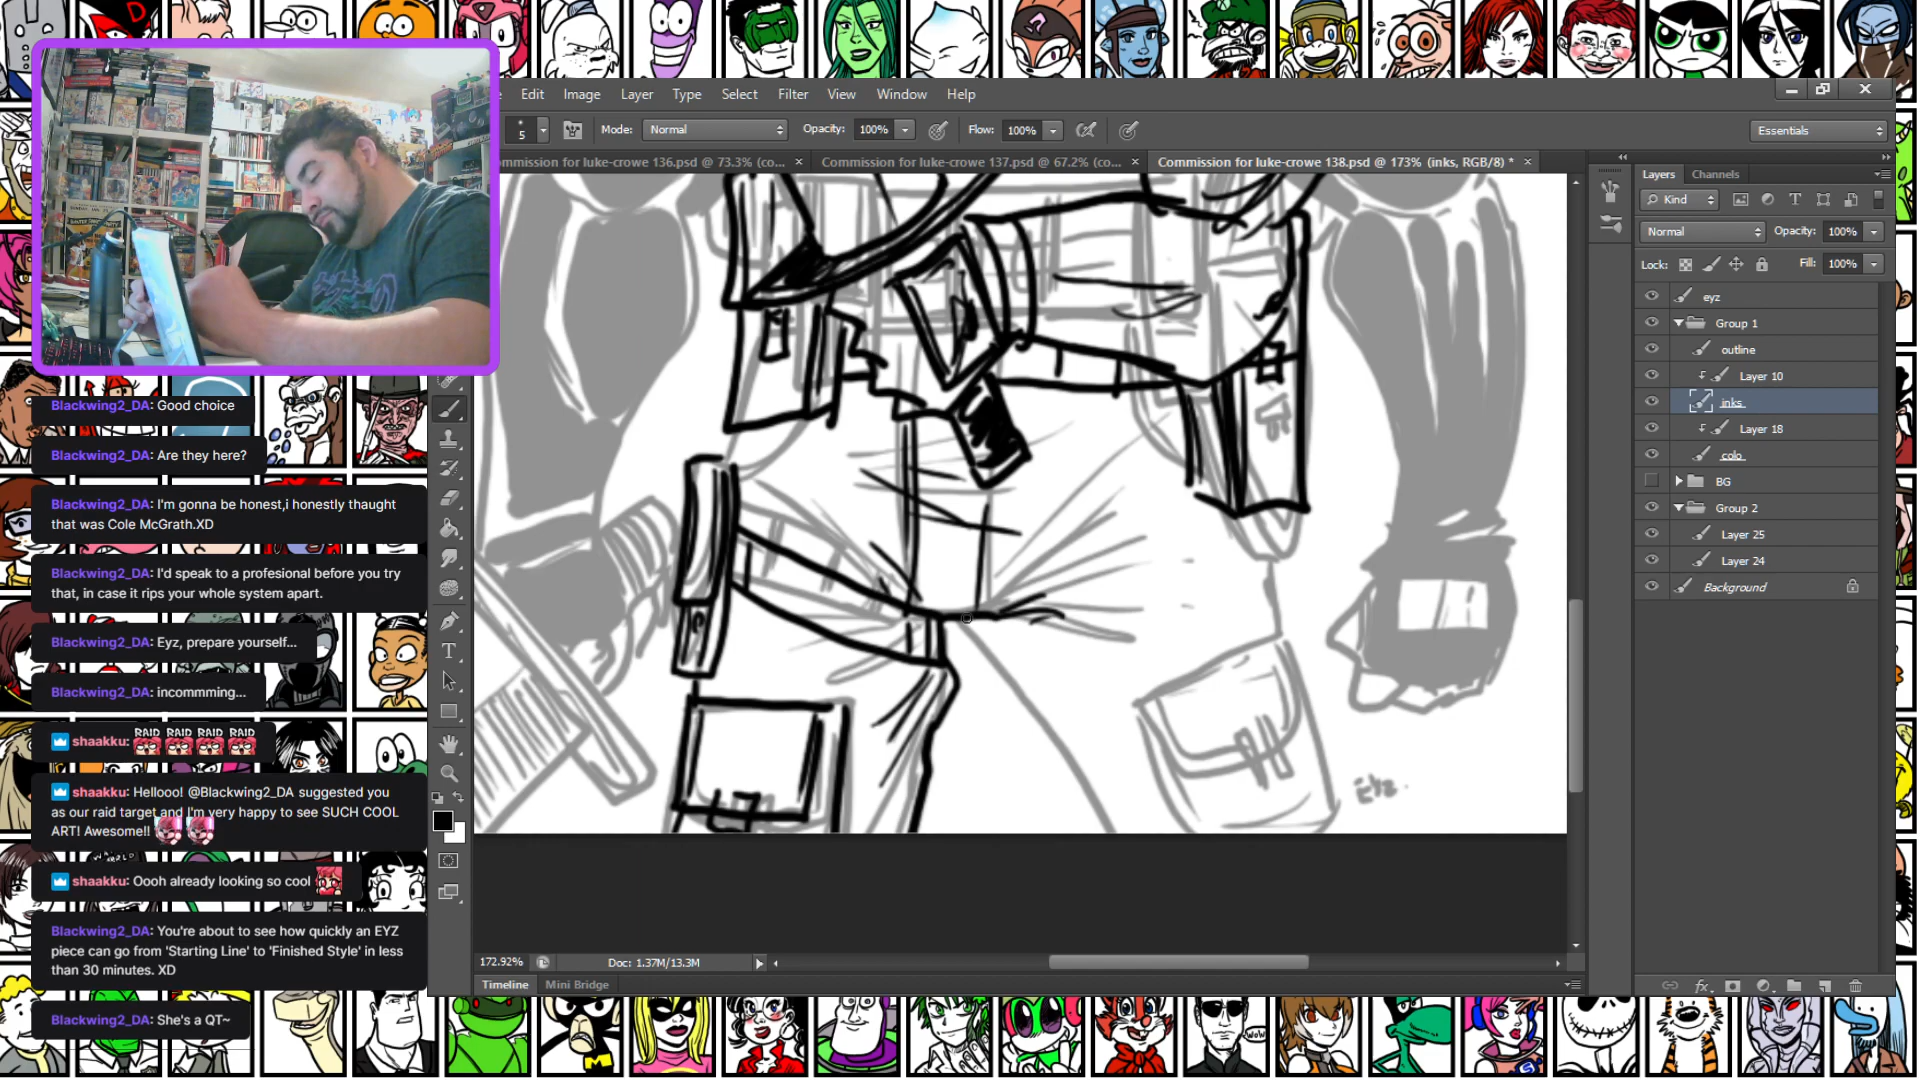 Edit Image Layer Type Select Filter View Window Help
5 Mode: Normal Opacity: 100% Flow: 100% Essentials
ommission for luke-crowe 136.psd @ 73.3% (co... × Commission for luke-crowe 137.psd @ 67.2% (co... × Commission for luke-crowe 138.psd @ 173% (inks, RGB/8) * ×
Layers Channels
Kind
Normal Opacity: 100%
Lock: Fill: 100%
eyz
Group 1
outline
Layer 10
inks
Layer 18
colo
BG
Group 2
Layer 25
Layer 24
Background
Blackwing2_DA: Good choice
Blackwing2_DA: Are they here?
Blackwing2_DA: I'm gonna be honest,i honestly thaught
that was Cole McGrath.XD
Blackwing2_DA: I'd speak to a profesional before you try
that, in case it rips your whole system apart.
Blackwing2_DA: Eyz, prepare yourself...
Blackwing2_DA: incommming...
shaakku: RAID RAID RAID RAID
shaakku: Hellooo! @Blackwing2_DA suggested you
as our raid target and I'm very happy to see SUCH COOL
ART! Awesome!!
shaakku: Oooh already looking so cool
Blackwing2_DA: You're about to see how quickly an EYZ
piece can go from 'Starting Line' to 'Finished Style' in less
than 30 minutes. XD
Blackwing2_DA: She's a QT~
Eyz.
172.92% Doc: 1.37M/13.3M
Timeline Mini Bridge
WOW